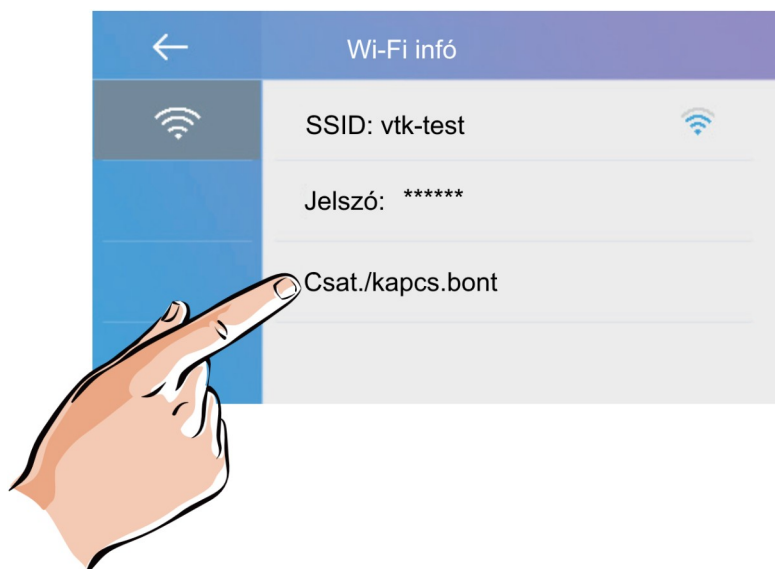 Wi-Fi infó
SSID: vtk-test
Jelszó: ******
Csat./kapcs.bont